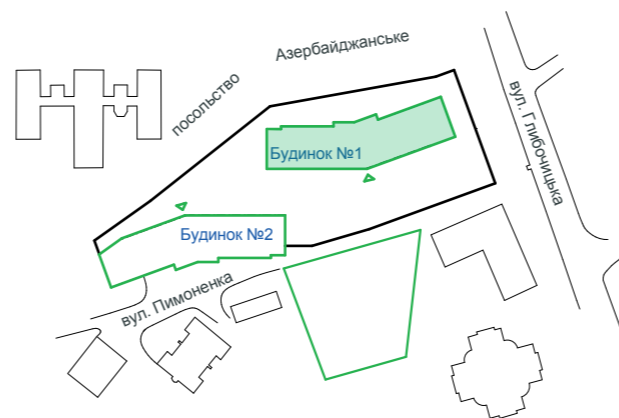 Азербайджанське
посольство
вул. Глибочицька
Будинок №1
Будинок №2
вул. Пимоненка